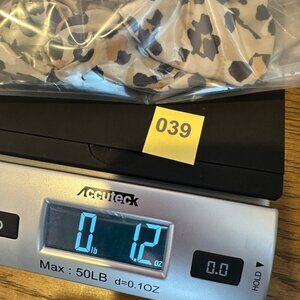 039
ACCUTECK
0 lb 1.2 oz
0.0
HOLD
Max : 50LB d=0.1OZ